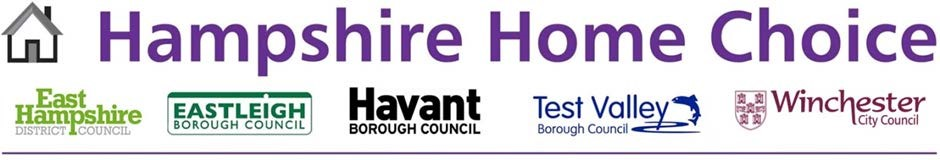 Hampshire Home Choice
East
Hampshire
DISTRICT COUNCIL
EASTLEIGH
BOROUGH COUNCIL
Havant
BOROUGH COUNCIL
Test Valley
Borough Council
Winchester
City Council